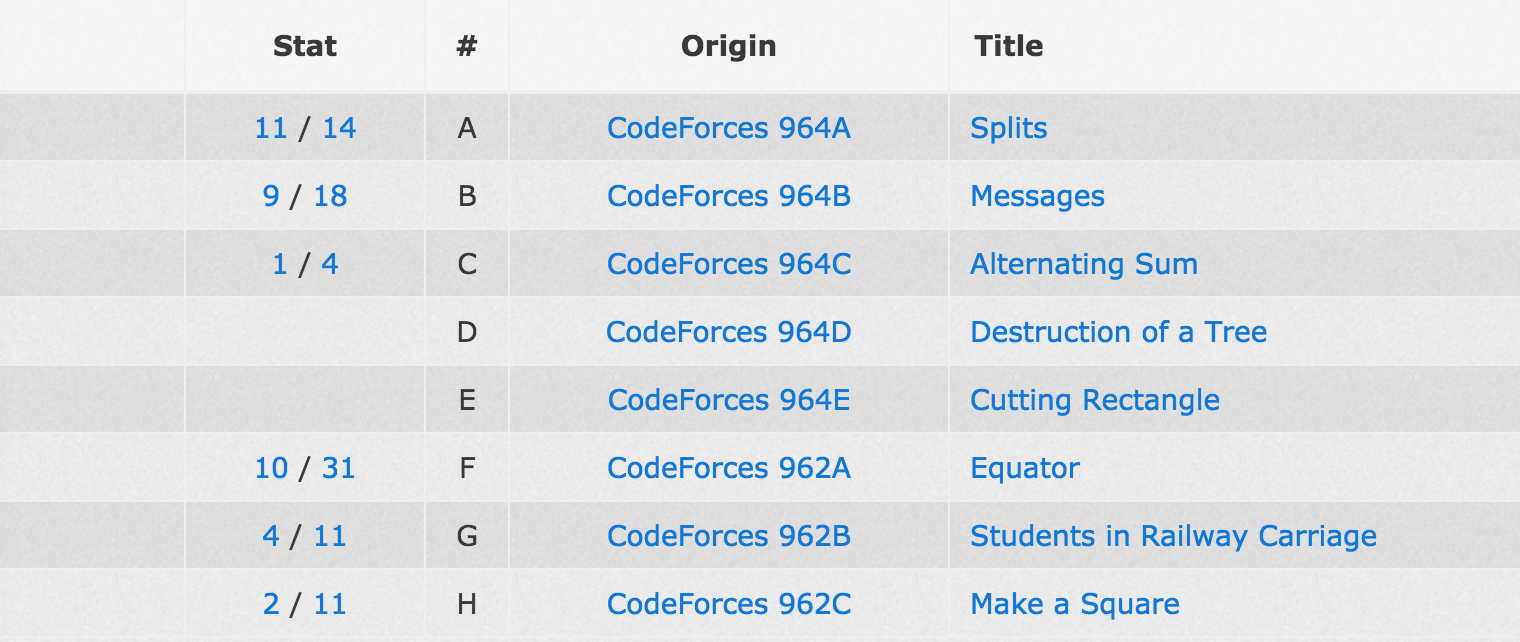 Stat # Origin Title
11 / 14 A CodeForces 964A Splits
9 / 18 B CodeForces 964B Messages
1 / 4 C CodeForces 964C Alternating Sum
D CodeForces 964D Destruction of a Tree
E CodeForces 964E Cutting Rectangle
10 / 31 F CodeForces 962A Equator
4 / 11 G CodeForces 962B Students in Railway Carriage
2 / 11 H CodeForces 962C Make a Square